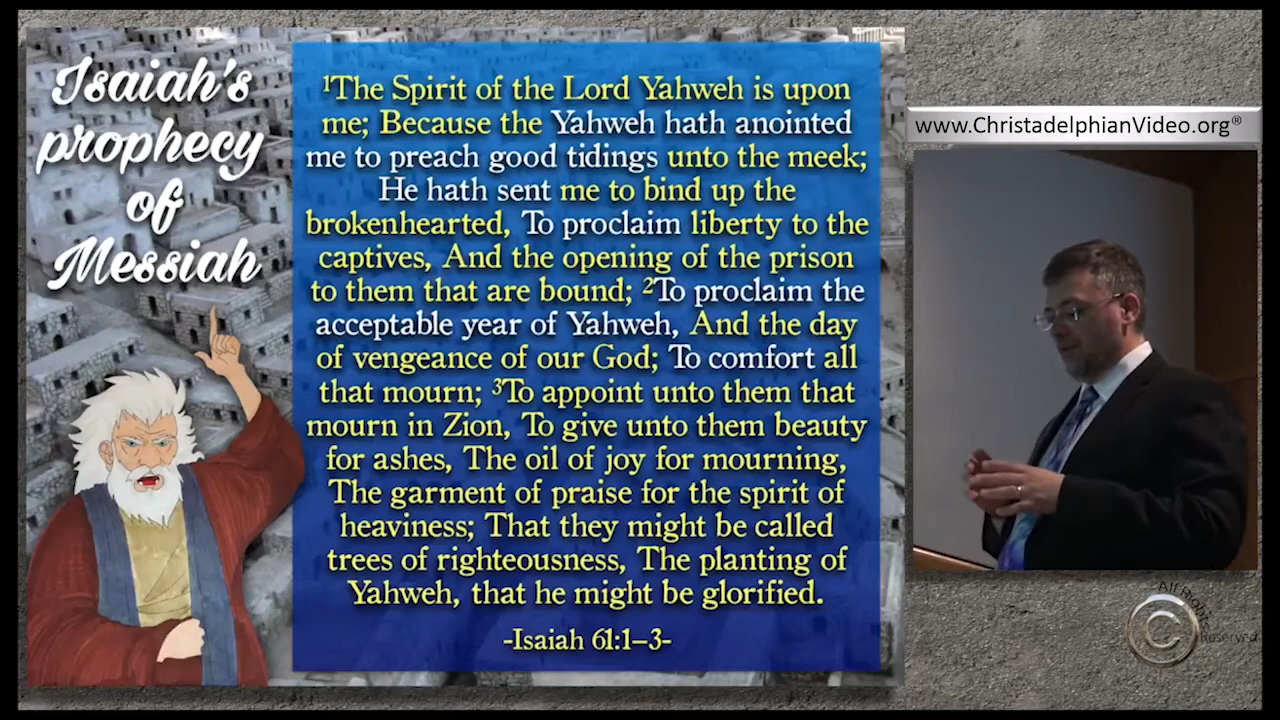 Isaiah's
prophecy
of
Messiah
¹The Spirit of the Lord Yahweh is upon
me; Because the Yahweh hath anointed
me to preach good tidings unto the meek;
He hath sent me to bind up the
brokenhearted, To proclaim liberty to the
captives, And the opening of the prison
to them that are bound; ²To proclaim the
acceptable year of Yahweh, And the day
of vengeance of our God; To comfort all
that mourn; ³To appoint unto them that
mourn in Zion, To give unto them beauty
for ashes, The oil of joy for mourning,
The garment of praise for the spirit of
heaviness; That they might be called
trees of righteousness, The planting of
Yahweh, that he might be glorified.
-Isaiah 61:1–3-
www.ChristadelphianVideo.org®
All Rights
C
Reserved